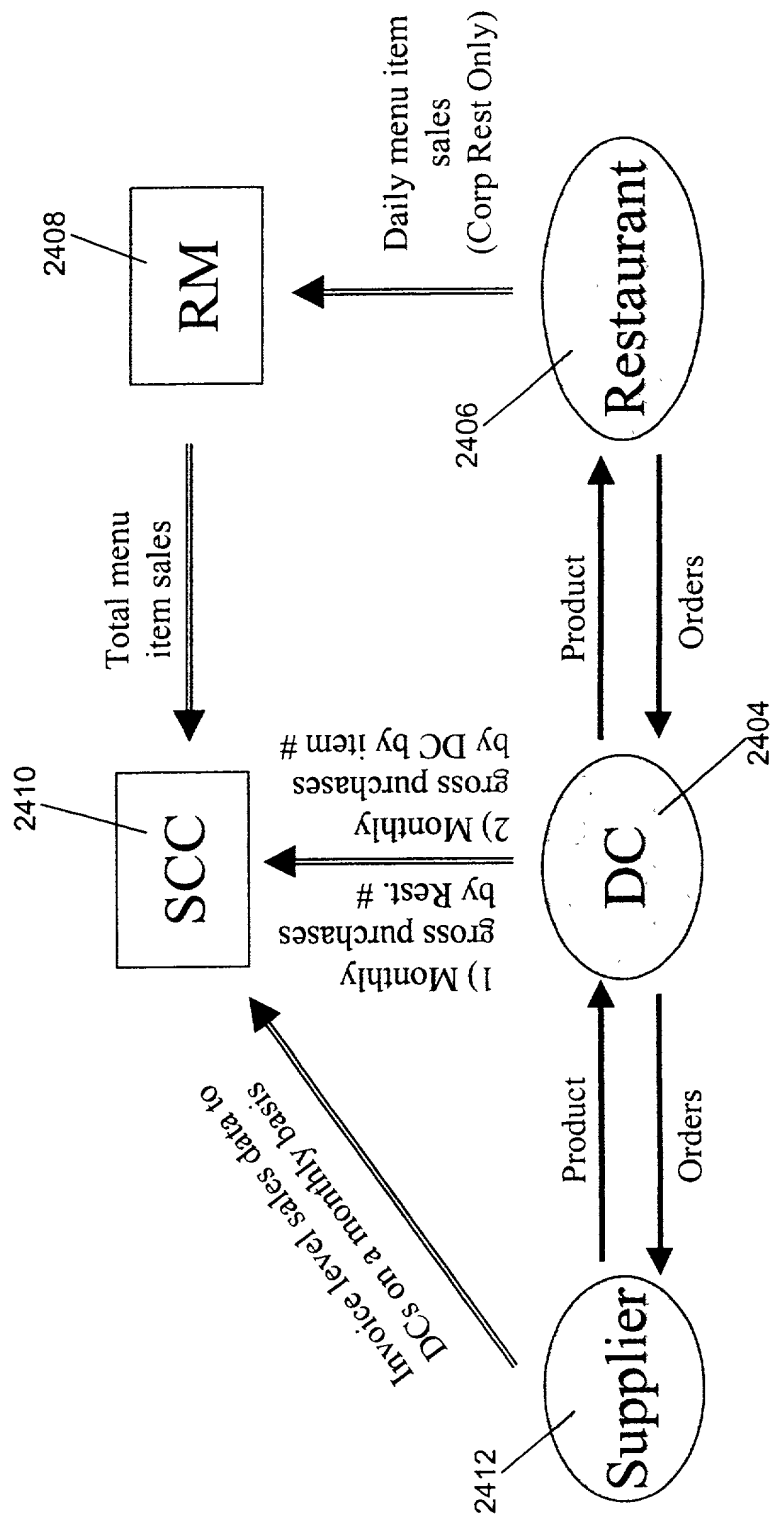 2410
SCC
Total menu
item sales
2408
RM
Invoice level sales data to
DCs on a monthly basis
1) Monthly
gross purchases
by Rest. #
2) Monthly
gross purchases
by DC by item #
Daily menu item
sales
(Corp Rest Only)
2412
Supplier
Product
Orders
DC
2404
Product
Orders
2406
Restaurant